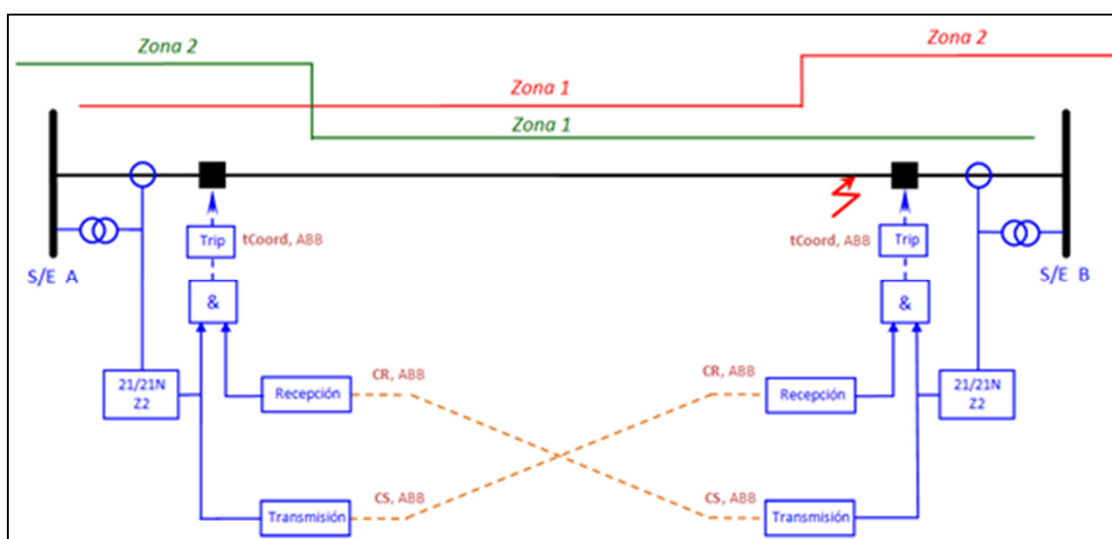 Zona 2
Zona 2
Zona 1
Zona 1
Trip
tCoord, ABB
tCoord, ABB
Trip
S/E A
S/E B
&
&
21/21N
Z2
Recepción
CR, ABB
CR, ABB
Recepción
21/21N
Z2
Transmisión
CS, ABB
CS, ABB
Transmisión